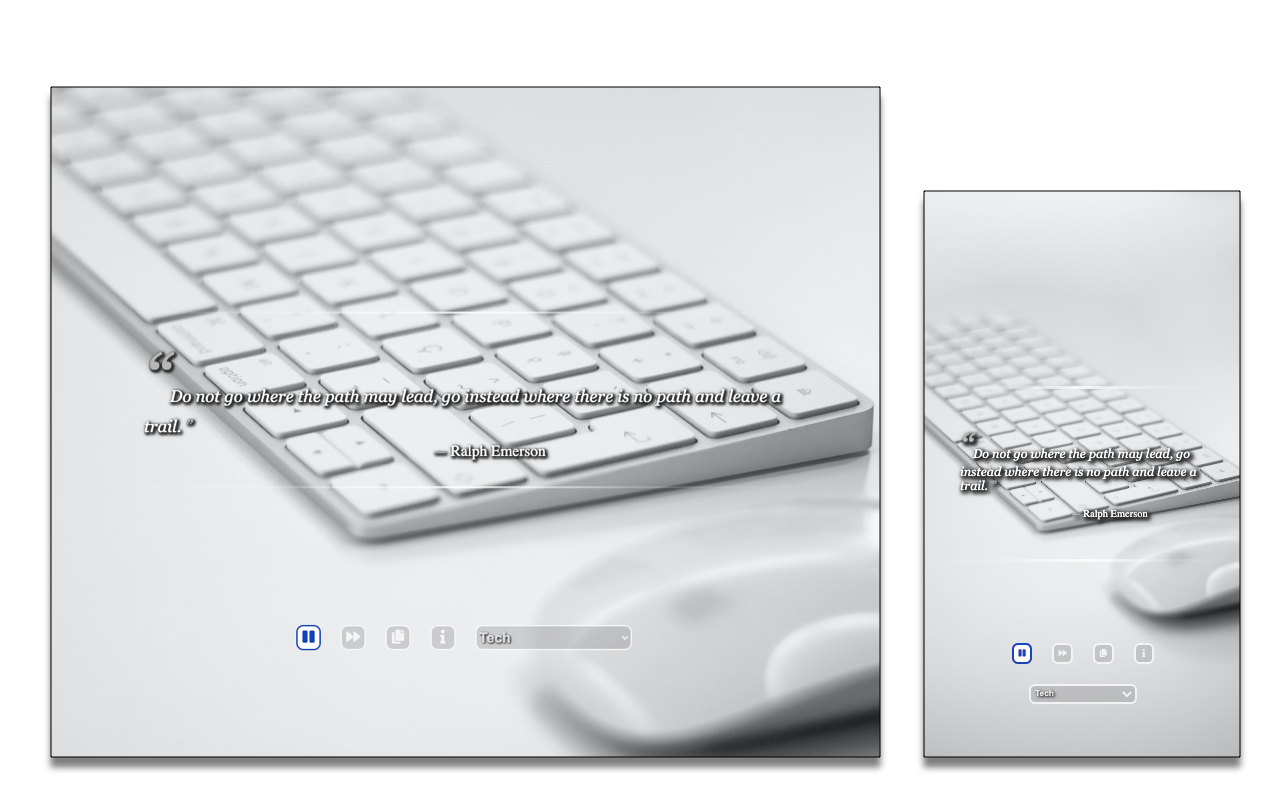 “
Do not go where the path may lead, go instead where there is no path and leave a
trail. ”
— Ralph Emerson
command
option
Tech
“
Do not go where the path may lead, go
instead where there is no path and leave a
trail. ”
— Ralph Emerson
Tech